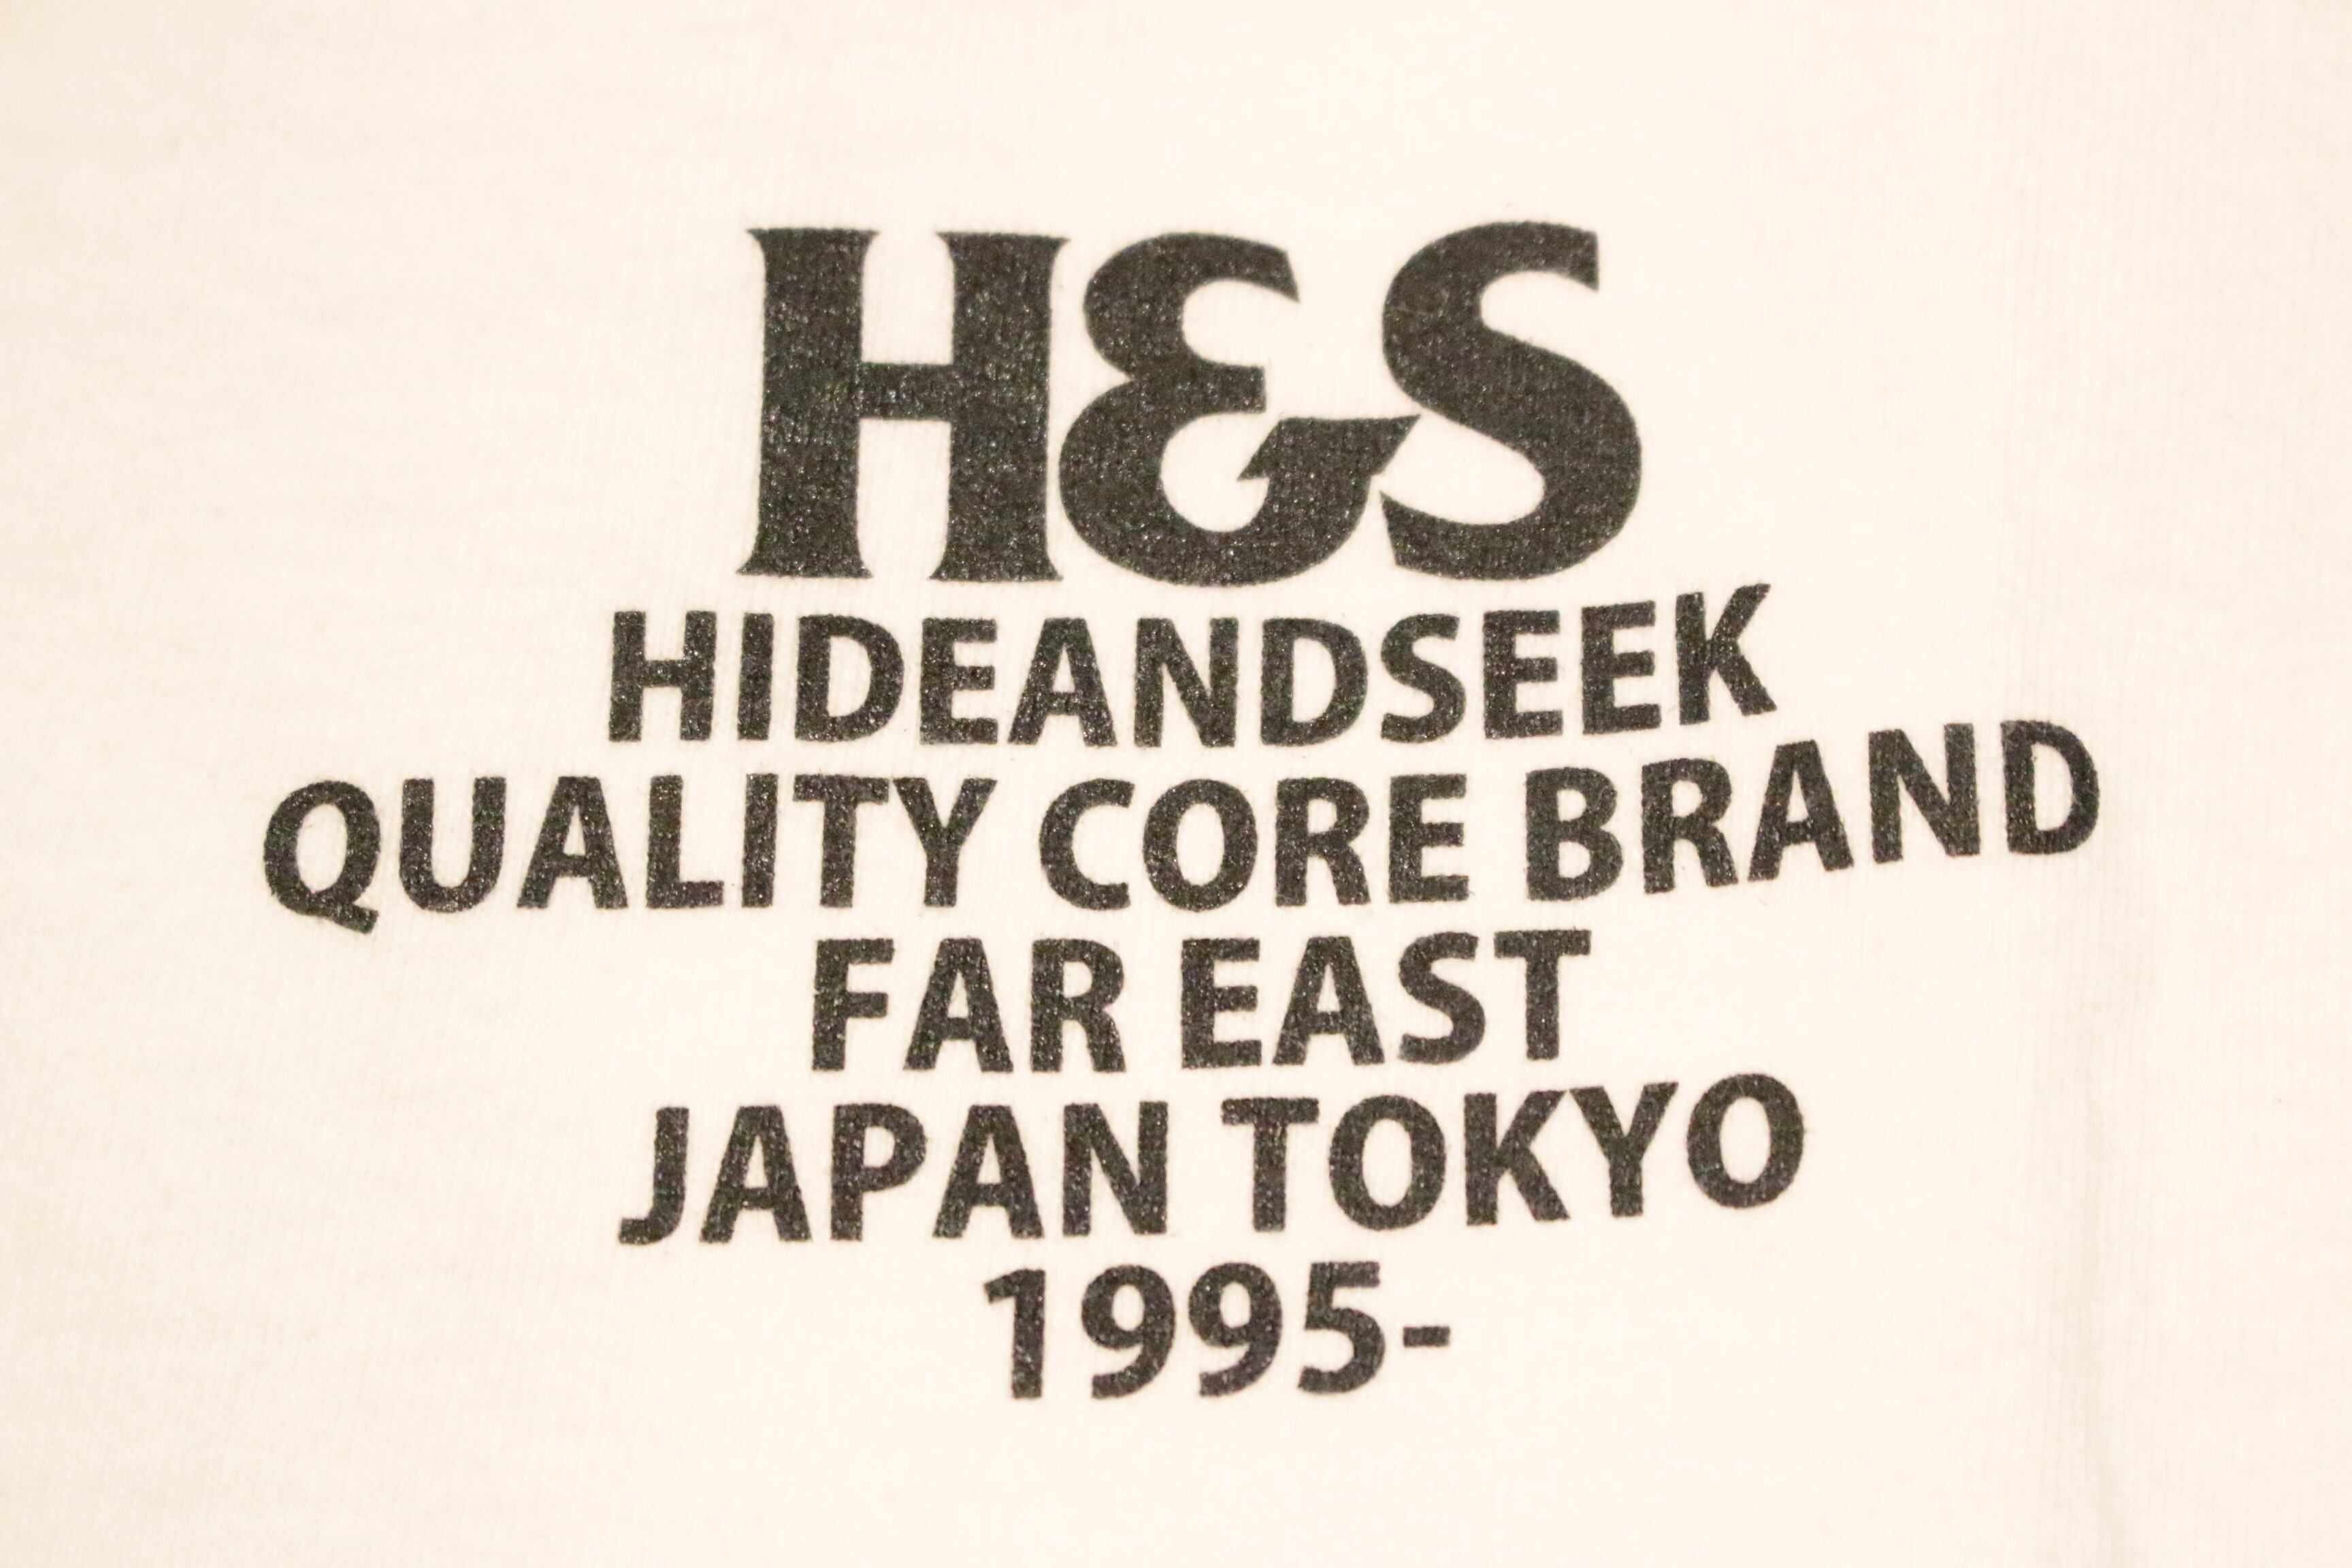 H&S
HIDEANDSEEK
QUALITY CORE BRAND
FAR EAST
JAPAN TOKYO
1995-